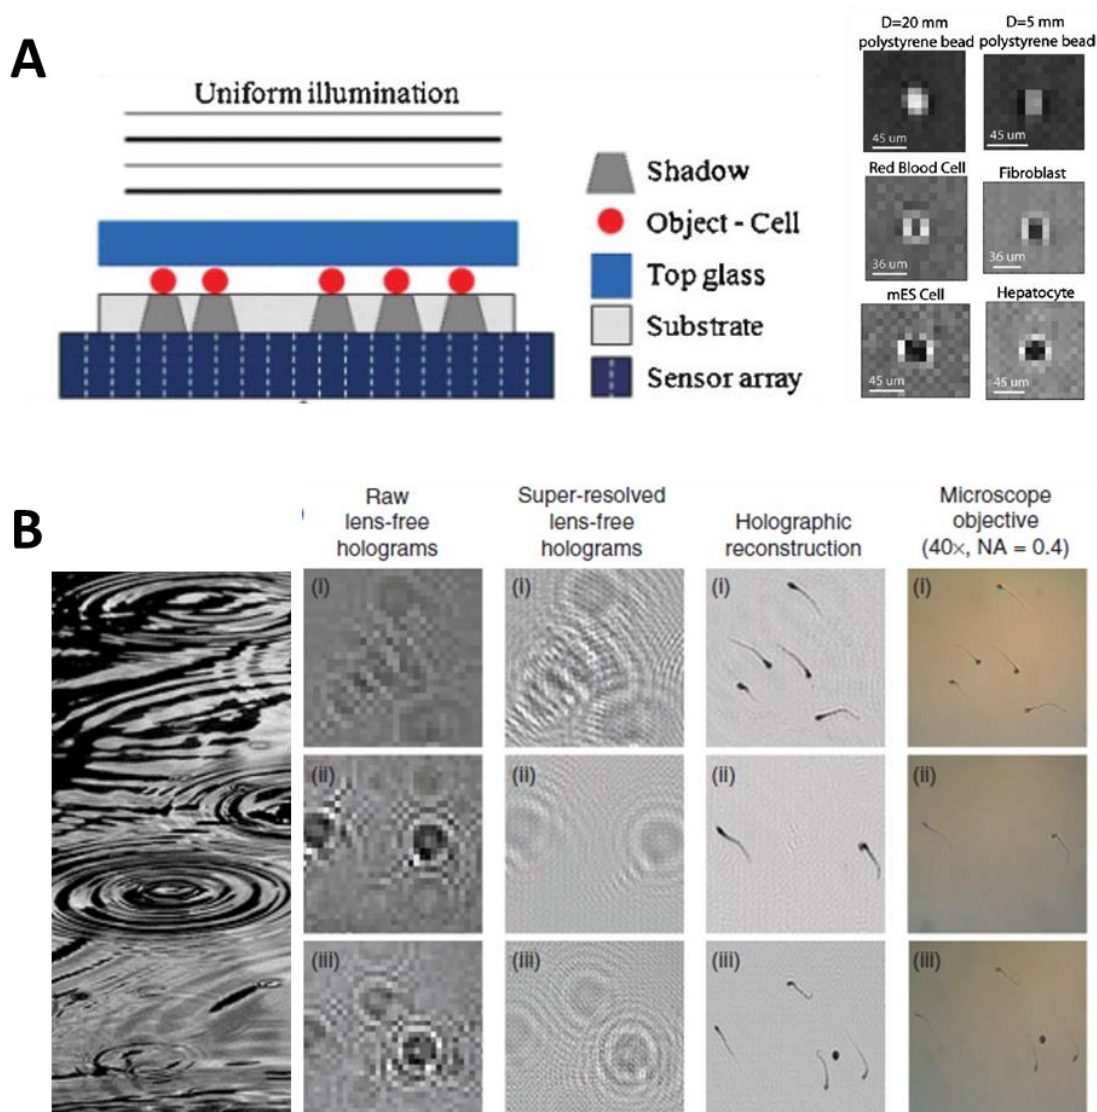 A
Uniform illumination
Shadow
Object - Cell
Top glass
Substrate
Sensor array
D=20 mm
polystyrene bead
D=5 mm
polystyrene bead
45 um
45 um
Red Blood Cell
Fibroblast
36 um
36 um
mES Cell
Hepatocyte
45 um
45 um
B
Raw
lens-free
holograms
Super-resolved
lens-free
holograms
Holographic
reconstruction
Microscope
objective
(40×, NA = 0.4)
(i)
(i)
(i)
(i)
(ii)
(ii)
(ii)
(ii)
(iii)
(iii)
(iii)
(iii)